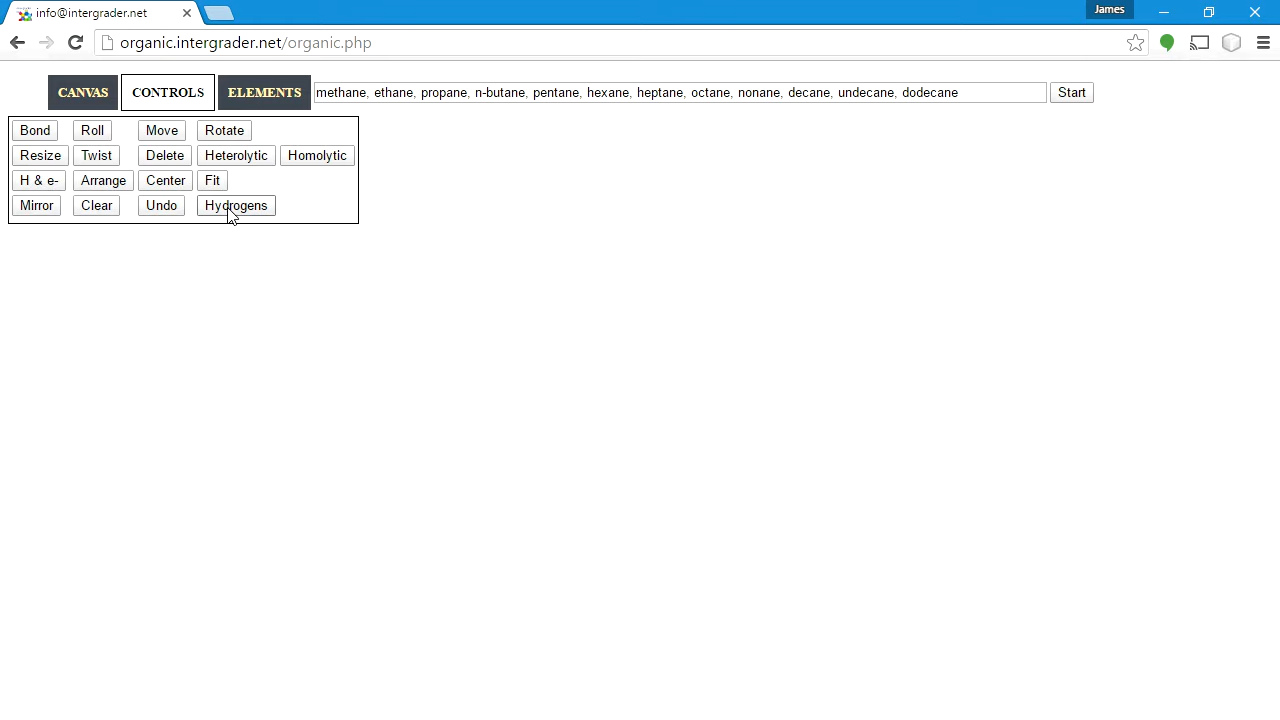 info@intergrader.net
James
organic.intergrader.net/organic.php
CANVAS CONTROLS ELEMENTS methane, ethane, propane, n-butane, pentane, hexane, heptane, octane, nonane, decane, undecane, dodecane Start
Bond Roll Move Rotate
Resize Twist Delete Heterolytic Homolytic
H & e- Arrange Center Fit
Mirror Clear Undo Hydrogens